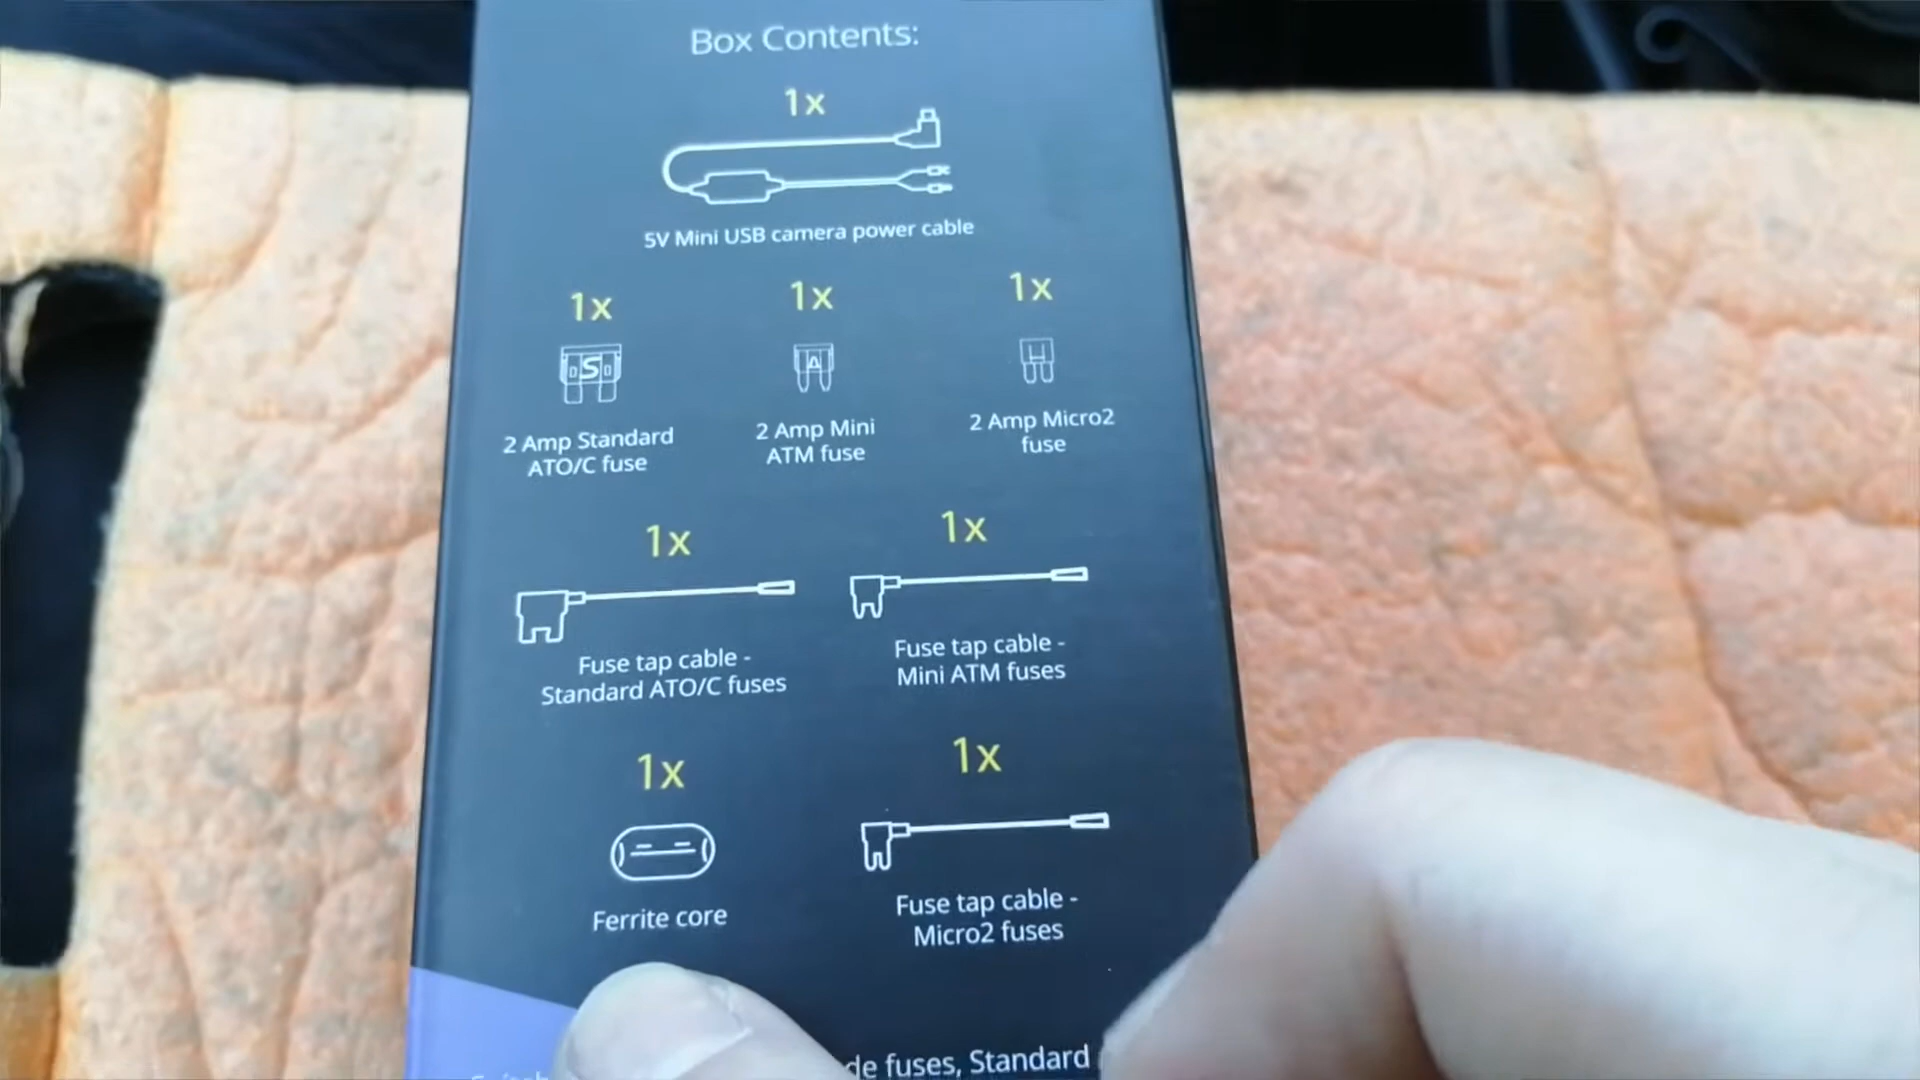 Box Contents:
1x
5V Mini USB camera power cable
1x 1x 1x
2 Amp Standard
ATO/C fuse
2 Amp Mini
ATM fuse
2 Amp Micro2
fuse
1x 1x
Fuse tap cable -
Standard ATO/C fuses
Fuse tap cable -
Mini ATM fuses
1x 1x
Ferrite core
Fuse tap cable -
Micro2 fuses
fuses, Standard